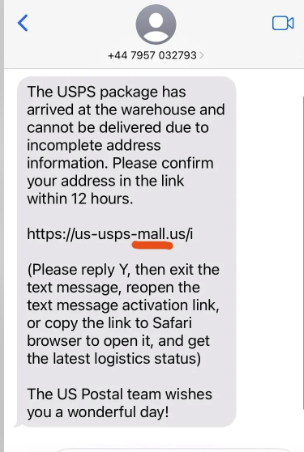 +44 7957 032793 >
The USPS package has
arrived at the warehouse and
cannot be delivered due to
incomplete address
information. Please confirm
your address in the link
within 12 hours.
https://us-usps-mall.us/i
(Please reply Y, then exit the
text message, reopen the
text message activation link,
or copy the link to Safari
browser to open it, and get
the latest logistics status)
The US Postal team wishes
you a wonderful day!